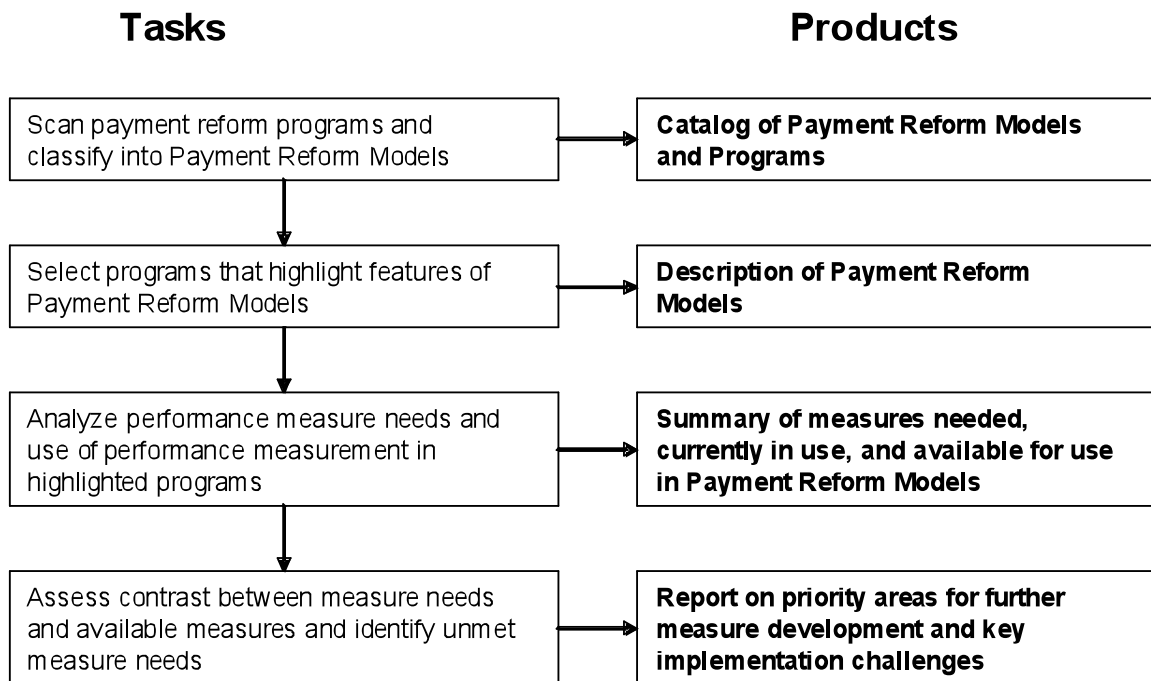 Tasks
Products
Scan payment reform programs and
classify into Payment Reform Models
Catalog of Payment Reform Models
and Programs
Select programs that highlight features of
Payment Reform Models
Description of Payment Reform
Models
Analyze performance measure needs and
use of performance measurement in
highlighted programs
Summary of measures needed,
currently in use, and available for use
in Payment Reform Models
Assess contrast between measure needs
and available measures and identify unmet
measure needs
Report on priority areas for further
measure development and key
implementation challenges